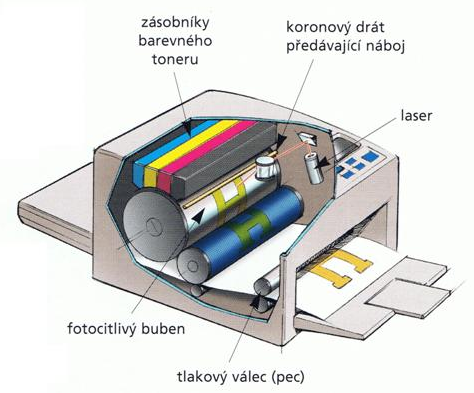 zásobníky
barevného
toneru
koronový drát
předávající náboj
laser
fotocitlivý buben
tlakový válec (pec)